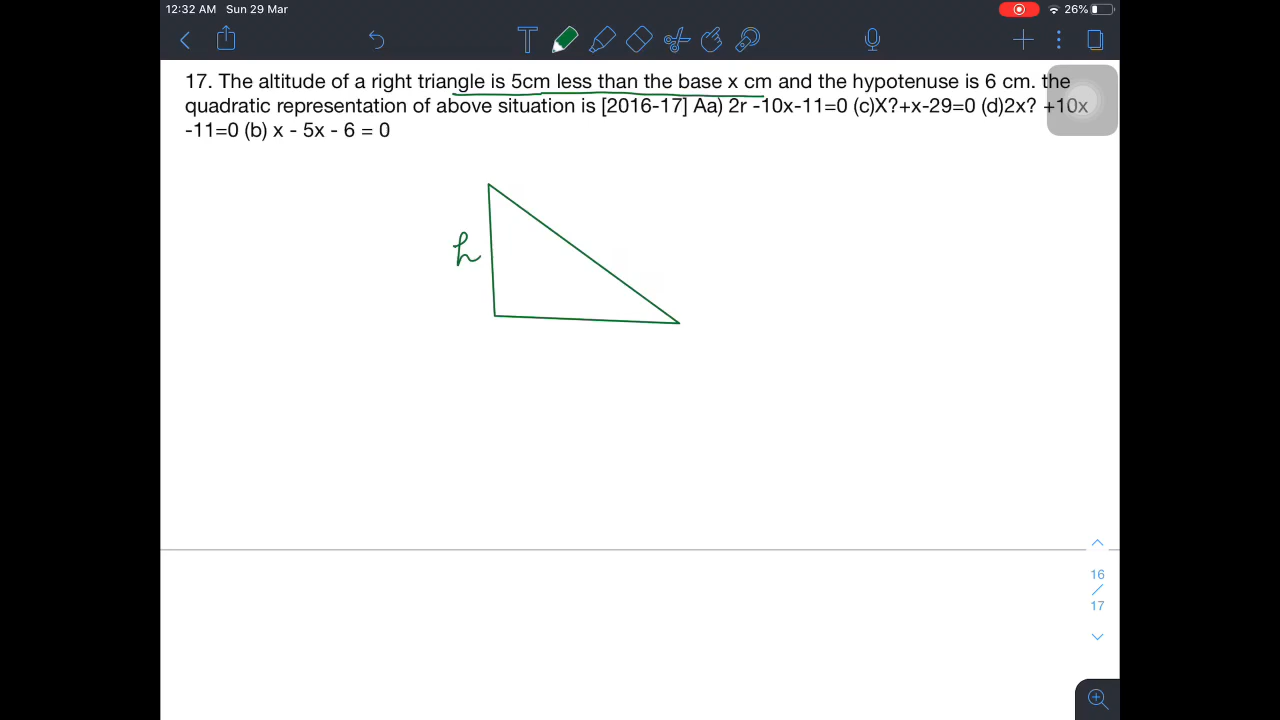 12:32 AM Sun 29 Mar
26%
17. The altitude of a right triangle is 5cm less than the base x cm and the hypotenuse is 6 cm. the
quadratic representation of above situation is [2016-17] Aa) 2r -10x-11=0 (c)X?+x-29=0 (d)2x? +10x
-11=0 (b) x - 5x - 6 = 0
h
16
17